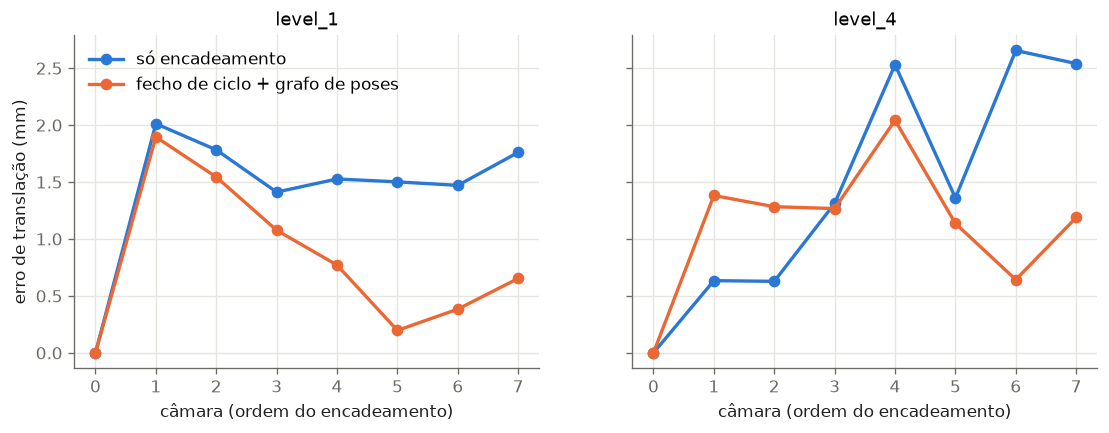 level_1
level_4
só encadeamento
fecho de ciclo + grafo de poses
erro de translação (mm)
2.5
2.0
1.5
1.0
0.5
0.0
0 1 2 3 4 5 6 7
0 1 2 3 4 5 6 7
câmara (ordem do encadeamento)
câmara (ordem do encadeamento)